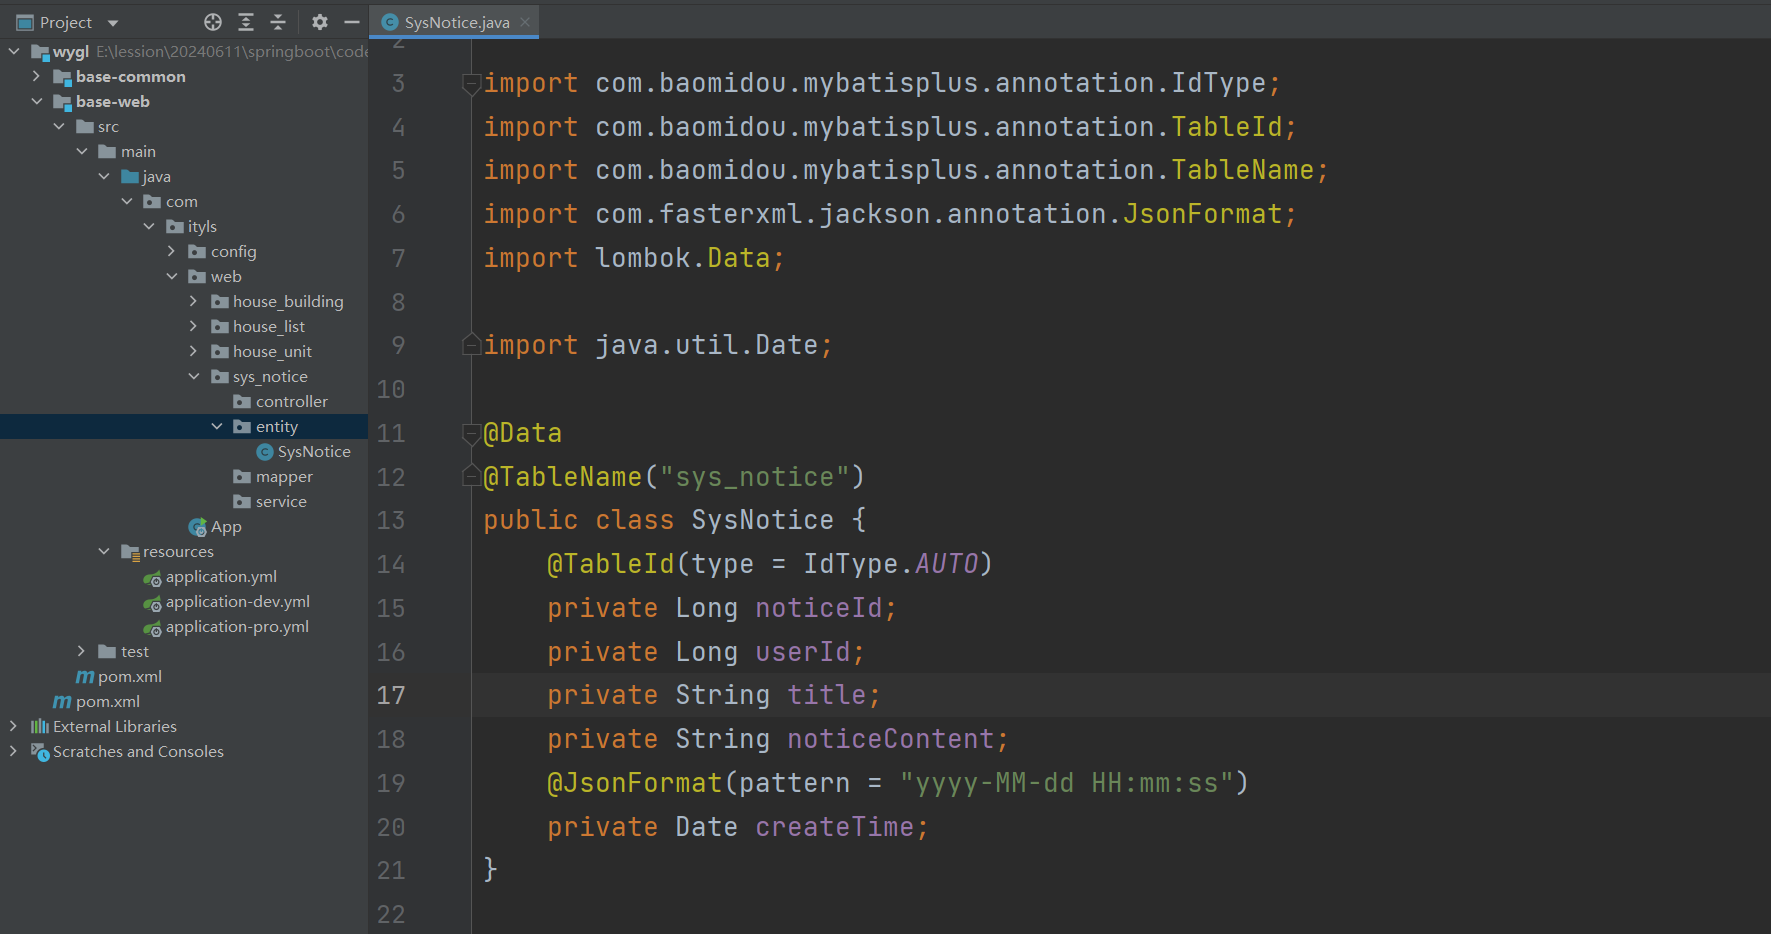 Project
SysNotice.java
wygl E:\lession\20240611\springboot\code
base-common
base-web
src
main
java
com
ityls
config
web
house_building
house_list
house_unit
sys_notice
controller
entity
SysNotice
mapper
service
App
resources
application.yml
application-dev.yml
application-pro.yml
test
pom.xml
pom.xml
External Libraries
Scratches and Consoles
2
3 import com.baomidou.mybatisplus.annotation.IdType;
4 import com.baomidou.mybatisplus.annotation.TableId;
5 import com.baomidou.mybatisplus.annotation.TableName;
6 import com.fasterxml.jackson.annotation.JsonFormat;
7 import lombok.Data;
8
9 import java.util.Date;
10
11 @Data
12 @TableName("sys_notice")
13 public class SysNotice {
14 @TableId(type = IdType.AUTO)
15 private Long noticeId;
16 private Long userId;
17 private String title;
18 private String noticeContent;
19 @JsonFormat(pattern = "yyyy-MM-dd HH:mm:ss")
20 private Date createTime;
21 }
22